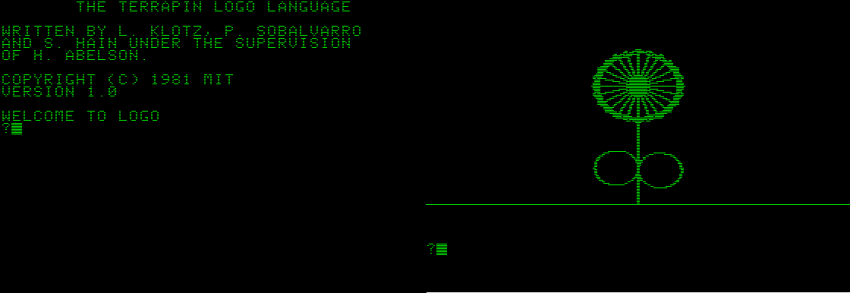 THE TERRAPIN LOGO LANGUAGE
WRITTEN BY L. KLOTZ, P. SOBALVARRO
AND S. HAIN UNDER THE SUPERVISION
OF H. ABELSON.
COPYRIGHT (C) 1981 MIT
VERSION 1.0
WELCOME TO LOGO
?
?